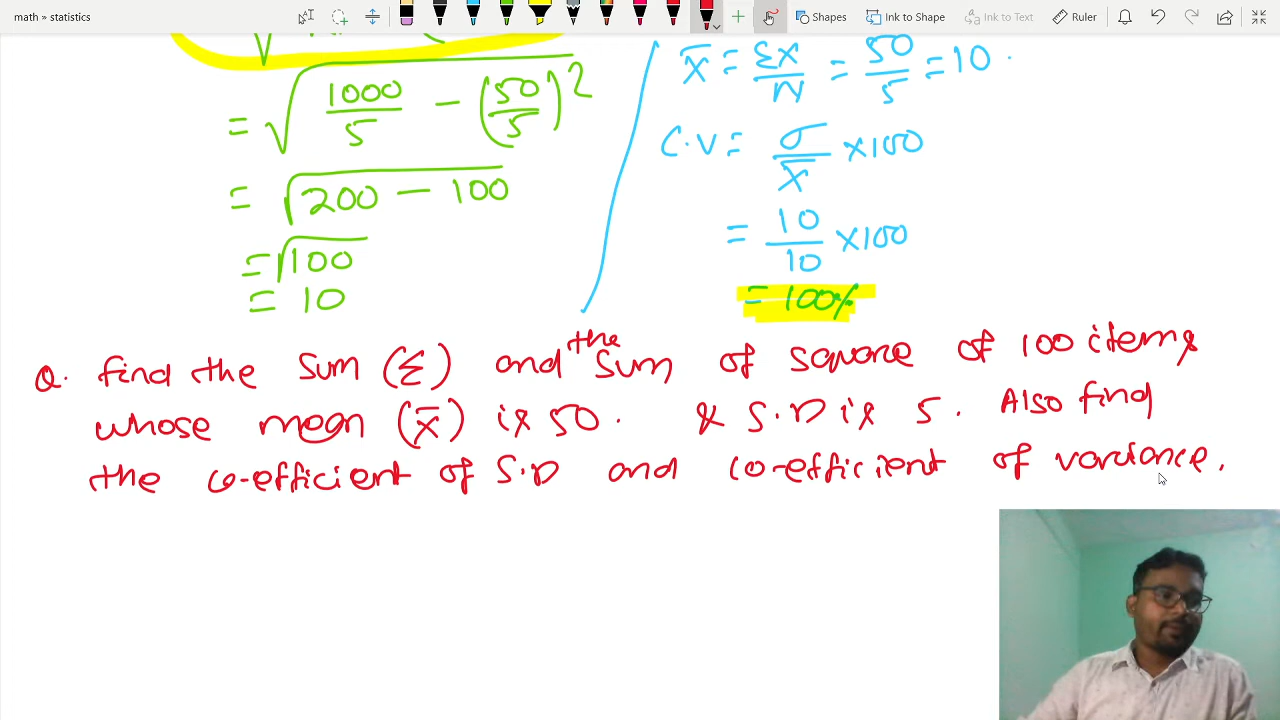 math » statistics
Shapes
Ink to Shape
Ink to Text
Ruler
= √(1000/5 - (50/5)²)
= √(200 - 100)
= √100
= 10
x̄ = Σx/N = 50/5 = 10.
C.V = σ/x̄ × 100
= 10/10 × 100
= 100%
Q. find the sum (Σ) and the sum of square of 100 items
whose mean (x̄) is 50. & S.D is 5. Also find
the co-efficient of S.D and co-efficient of variance.